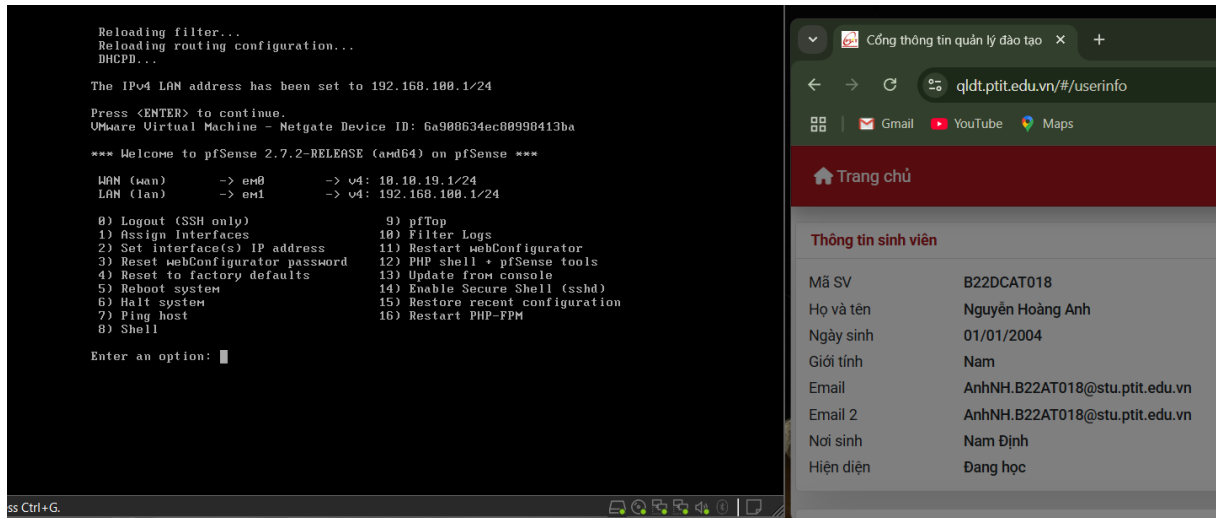 Reloading filter...
Reloading routing configuration...
DHCPD...
The IPv4 LAN address has been set to 192.168.100.1/24
Press <ENTER> to continue.
VMware Virtual Machine - Netgate Device ID: 6a908634ec80998413ba
*** Welcome to pfSense 2.7.2-RELEASE (amd64) on pfSense ***
WAN (wan) -> em0 -> v4: 10.10.19.1/24
LAN (lan) -> em1 -> v4: 192.168.100.1/24
0) Logout (SSH only) 9) pfTop
1) Assign Interfaces 10) Filter Logs
2) Set interface(s) IP address 11) Restart webConfigurator
3) Reset webConfigurator password 12) PHP shell + pfSense tools
4) Reset to factory defaults 13) Update from console
5) Reboot system 14) Enable Secure Shell (sshd)
6) Halt system 15) Restore recent configuration
7) Ping host 16) Restart PHP-FPM
8) Shell
Enter an option:
ss Ctrl+G.
Cổng thông tin quản lý đào tạo
qldt.ptit.edu.vn/#/userinfo
Gmail YouTube Maps
Trang chủ
Thông tin sinh viên
Mã SV B22DCAT018
Họ và tên Nguyễn Hoàng Anh
Ngày sinh 01/01/2004
Giới tính Nam
Email AnhNH.B22AT018@stu.ptit.edu.vn
Email 2 AnhNH.B22AT018@stu.ptit.edu.vn
Nơi sinh Nam Định
Hiện diện Đang học